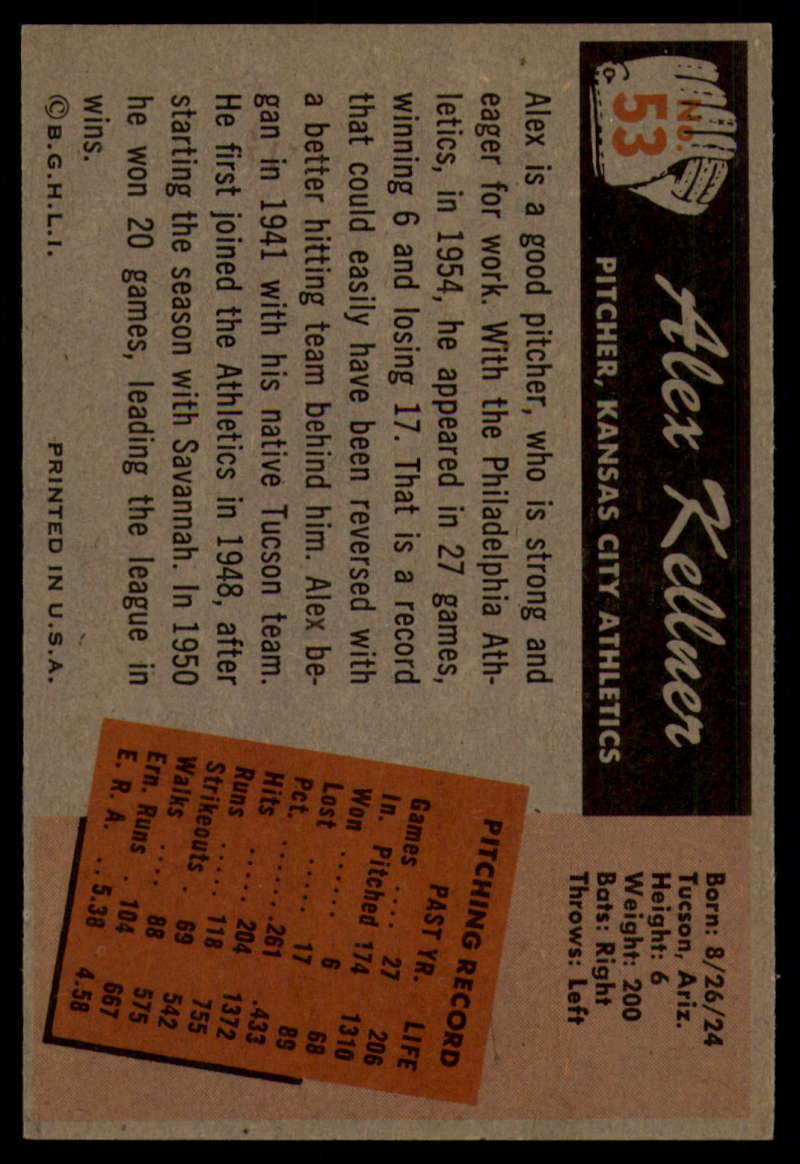 No.
53
Alex Kellner
PITCHER, KANSAS CITY ATHLETICS
Born: 8/26/24
Tucson, Ariz.
Height: 6
Weight: 200
Bats: Right
Throws: Left
Alex is a good pitcher, who is strong and
eager for work. With the Philadelphia Ath-
letics, in 1954, he appeared in 27 games,
winning 6 and losing 17. That is a record
that could easily have been reversed with
a better hitting team behind him. Alex be-
gan in 1941 with his native Tucson team.
He first joined the Athletics in 1948, after
starting the season with Savannah. In 1950
he won 20 games, leading the league in
wins.
© B.G.H.L.I. PRINTED IN U.S.A.
PITCHING RECORD
PAST YR. LIFE
Games .... 27 206
In. Pitched 174 1310
Won ...... 6 68
Lost ..... 17 89
Pct. ...... .261 .433
Hits ...... 204 1372
Runs ..... 118 755
Strikeouts . 69 542
Walks .... 88 575
Ern. Runs . 104 667
E. R. A. .. 5.38 4.58